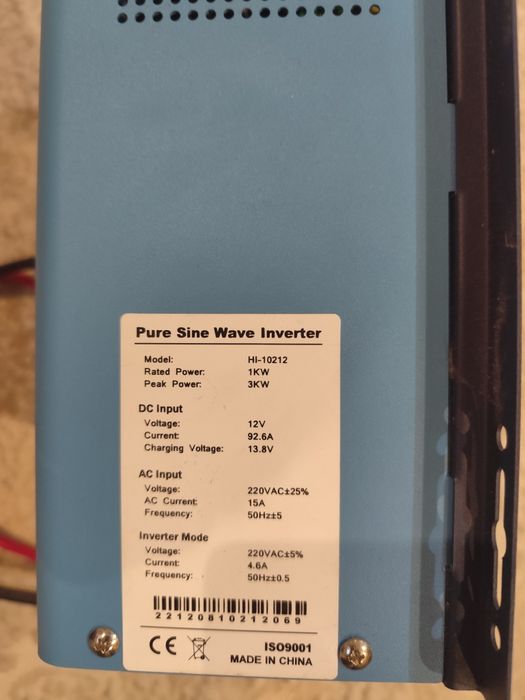 Pure Sine Wave Inverter
Model: HI-10212
Rated Power: 1KW
Peak Power: 3KW
DC Input
Voltage: 12V
Current: 92.6A
Charging Voltage: 13.8V
AC Input
Voltage: 220VAC±25%
AC Current: 15A
Frequency: 50Hz±5
Inverter Mode
Voltage: 220VAC±5%
Current: 4.6A
Frequency: 50Hz±0.5
22120810212069
CE ISO9001
MADE IN CHINA